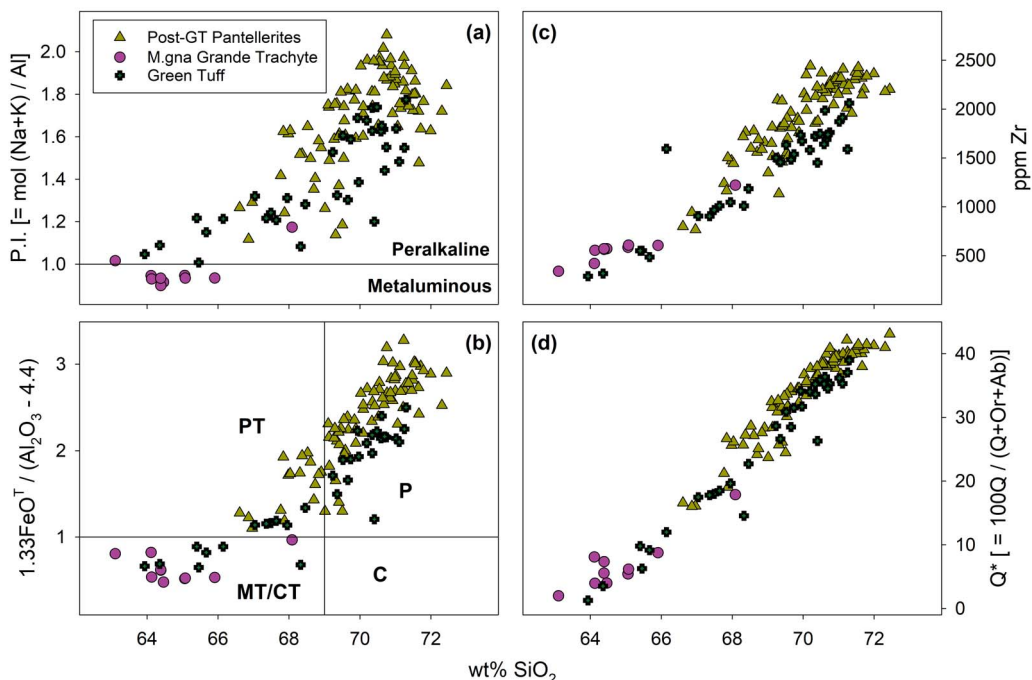 Post-GT Pantellerites
M.gna Grande Trachyte
Green Tuff
(a)
P.I. [= mol (Na+K) / Al]
2.0
1.8
1.6
1.4
1.2
1.0
Peralkaline
Metaluminous
(c)
ppm Zr
2500
2000
1500
1000
500
0
(b)
1.33FeOᵀ / (Al₂O₃ - 4.4)
3
2
1
PT
P
MT/CT
C
64 66 68 70 72
(d)
Q* [ = 100Q / (Q+Or+Ab)]
40
30
20
10
0
64 66 68 70 72
wt% SiO₂